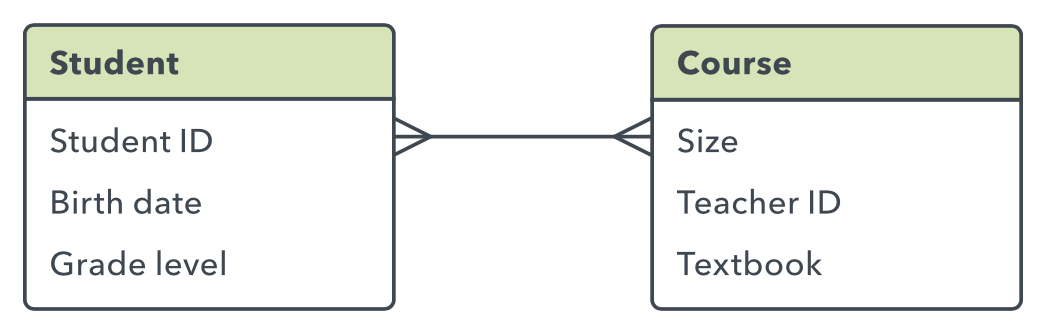 Student
Student ID
Birth date
Grade level
Course
Size
Teacher ID
Textbook